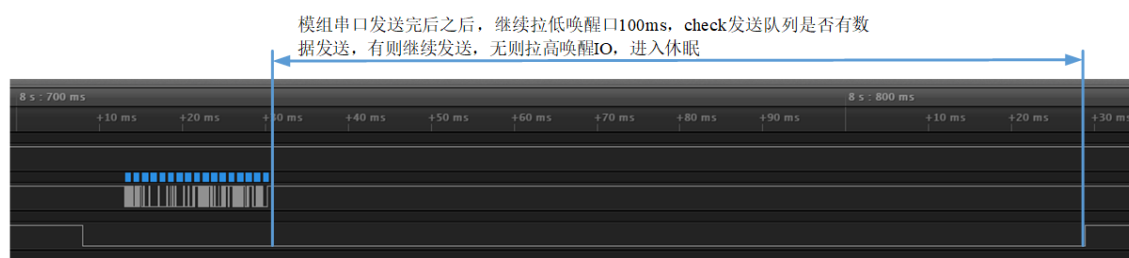 模组串口发送完后之后，继续拉低唤醒口100ms，check发送队列是否有数
据发送，有则继续发送，无则拉高唤醒IO，进入休眠
8 s : 700 ms
8 s : 800 ms
+10 ms
+20 ms
+30 ms
+40 ms
+50 ms
+60 ms
+70 ms
+80 ms
+90 ms
+10 ms
+20 ms
+30 ms